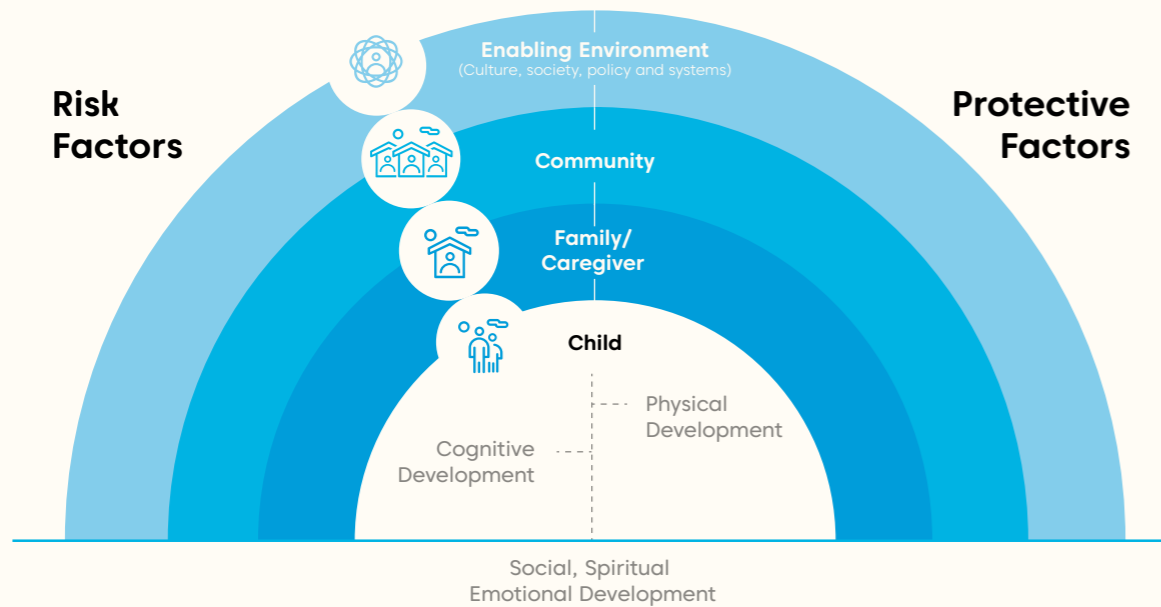 Enabling Environment
(Culture, society, policy and systems)
Risk
Factors
Protective
Factors
Community
Family/
Caregiver
Child
Physical
Development
Cognitive
Development
Social, Spiritual
Emotional Development